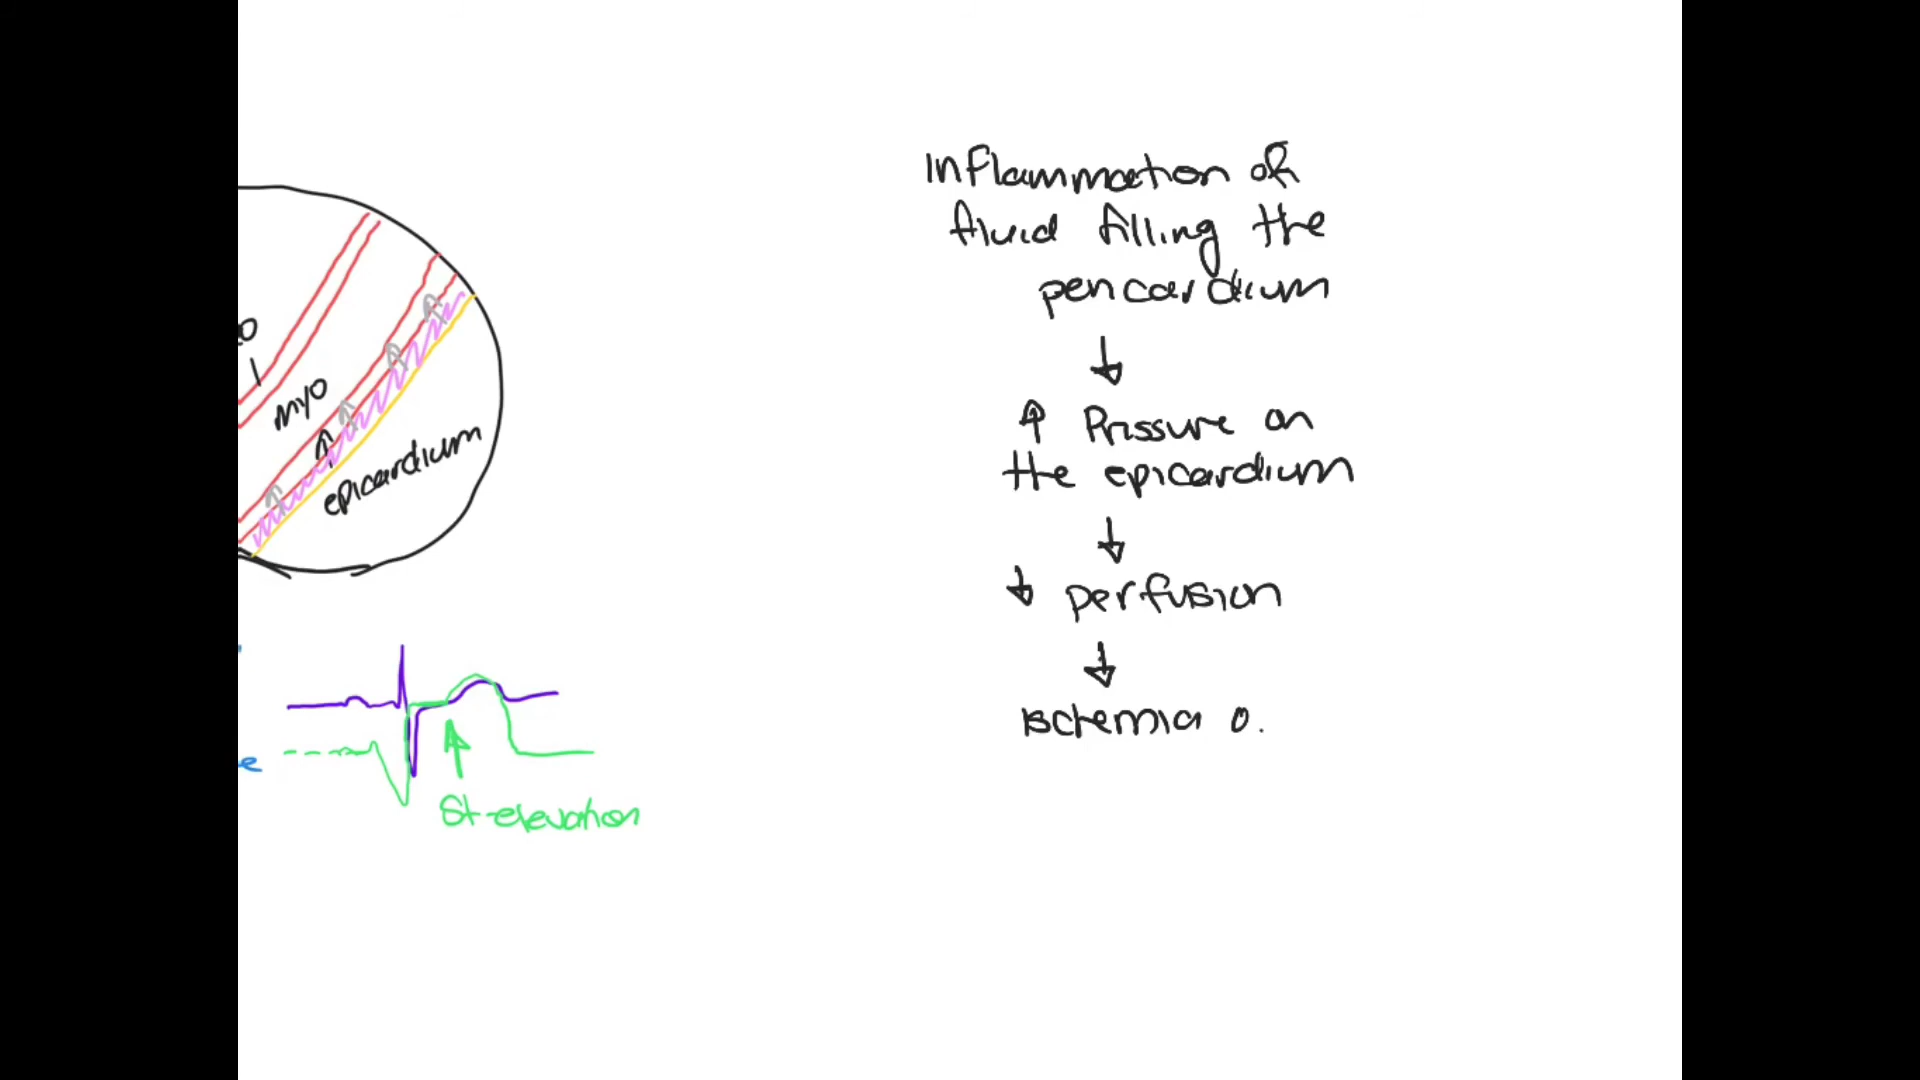 Inflammation of
fluid filling the
pericardium
↓
↑ Pressure on
the epicardium
↓
↓ perfusion
↓
ischemia o.
myo
epicardium
St-elevation